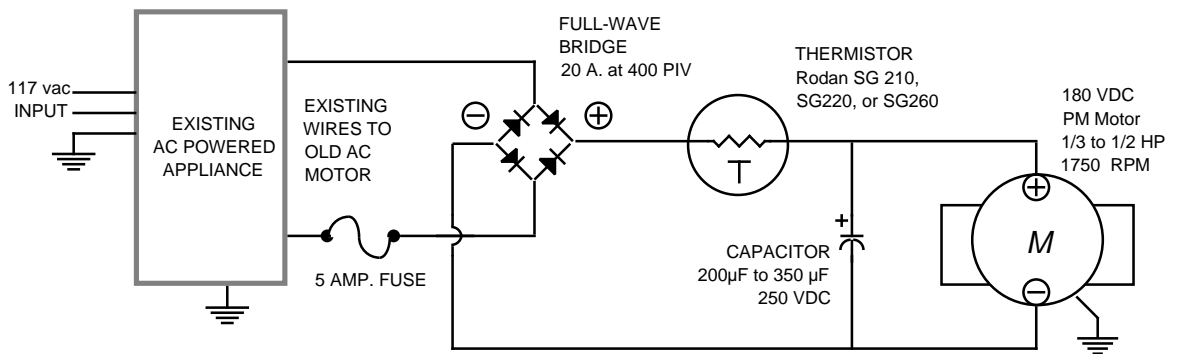 117 vac
INPUT
EXISTING
AC POWERED
APPLIANCE
EXISTING
WIRES TO
OLD AC
MOTOR
5 AMP. FUSE
FULL-WAVE
BRIDGE
20 A. at 400 PIV
−
+
THERMISTOR
Rodan SG 210,
SG220, or SG260
T
+
CAPACITOR
200µF to 350 µF
250 VDC
180 VDC
PM Motor
1/3 to 1/2 HP
1750 RPM
+
M
−